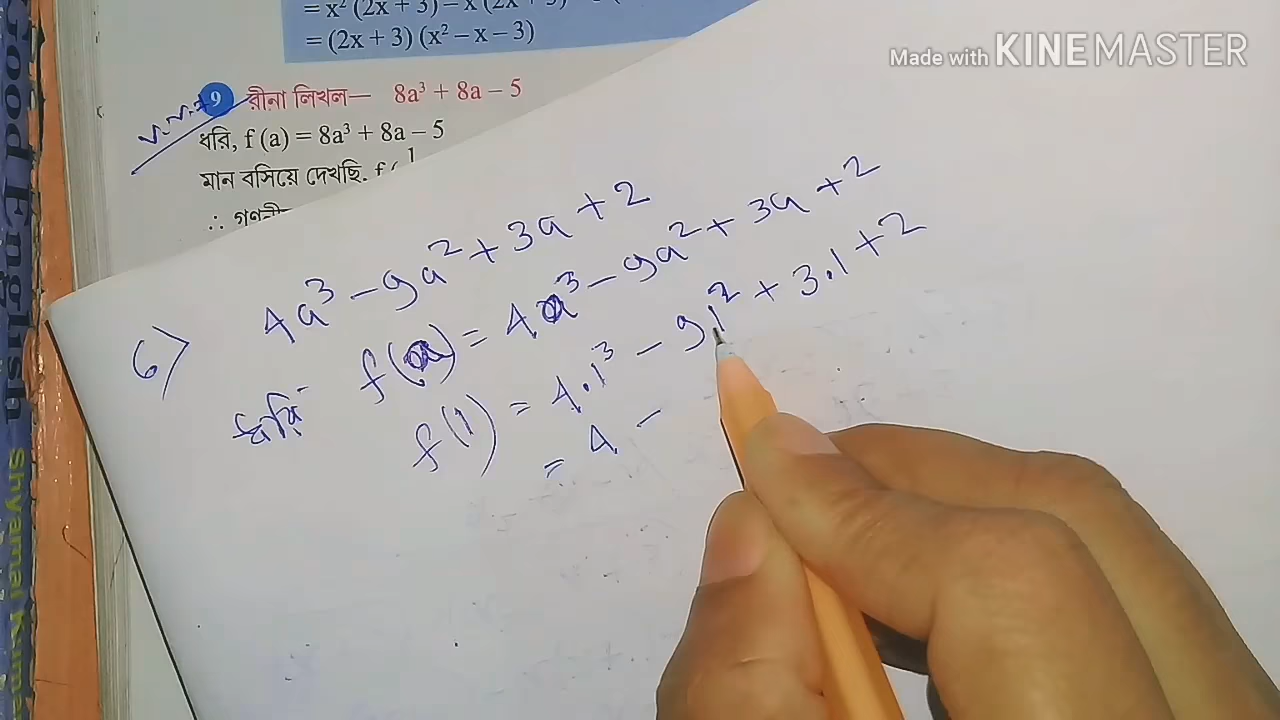 = x² (2x + 3) – x (2x + 3)
= (2x + 3) (x² – x – 3)
Made with KINEMASTER
v.v.I 9 রীনা লিখল— 8a³ + 8a – 5
ধরি, f (a) = 8a³ + 8a – 5
মান বসিয়ে দেখছি. f ( 1
∴
6) 4a³ – 9a² + 3a + 2
ধরি f(a) = 4a³ – 9a² + 3a + 2
f(1) = 4.1³ – 9.1² + 3.1 + 2
= 4 –
Good English
Shyamal Kuma